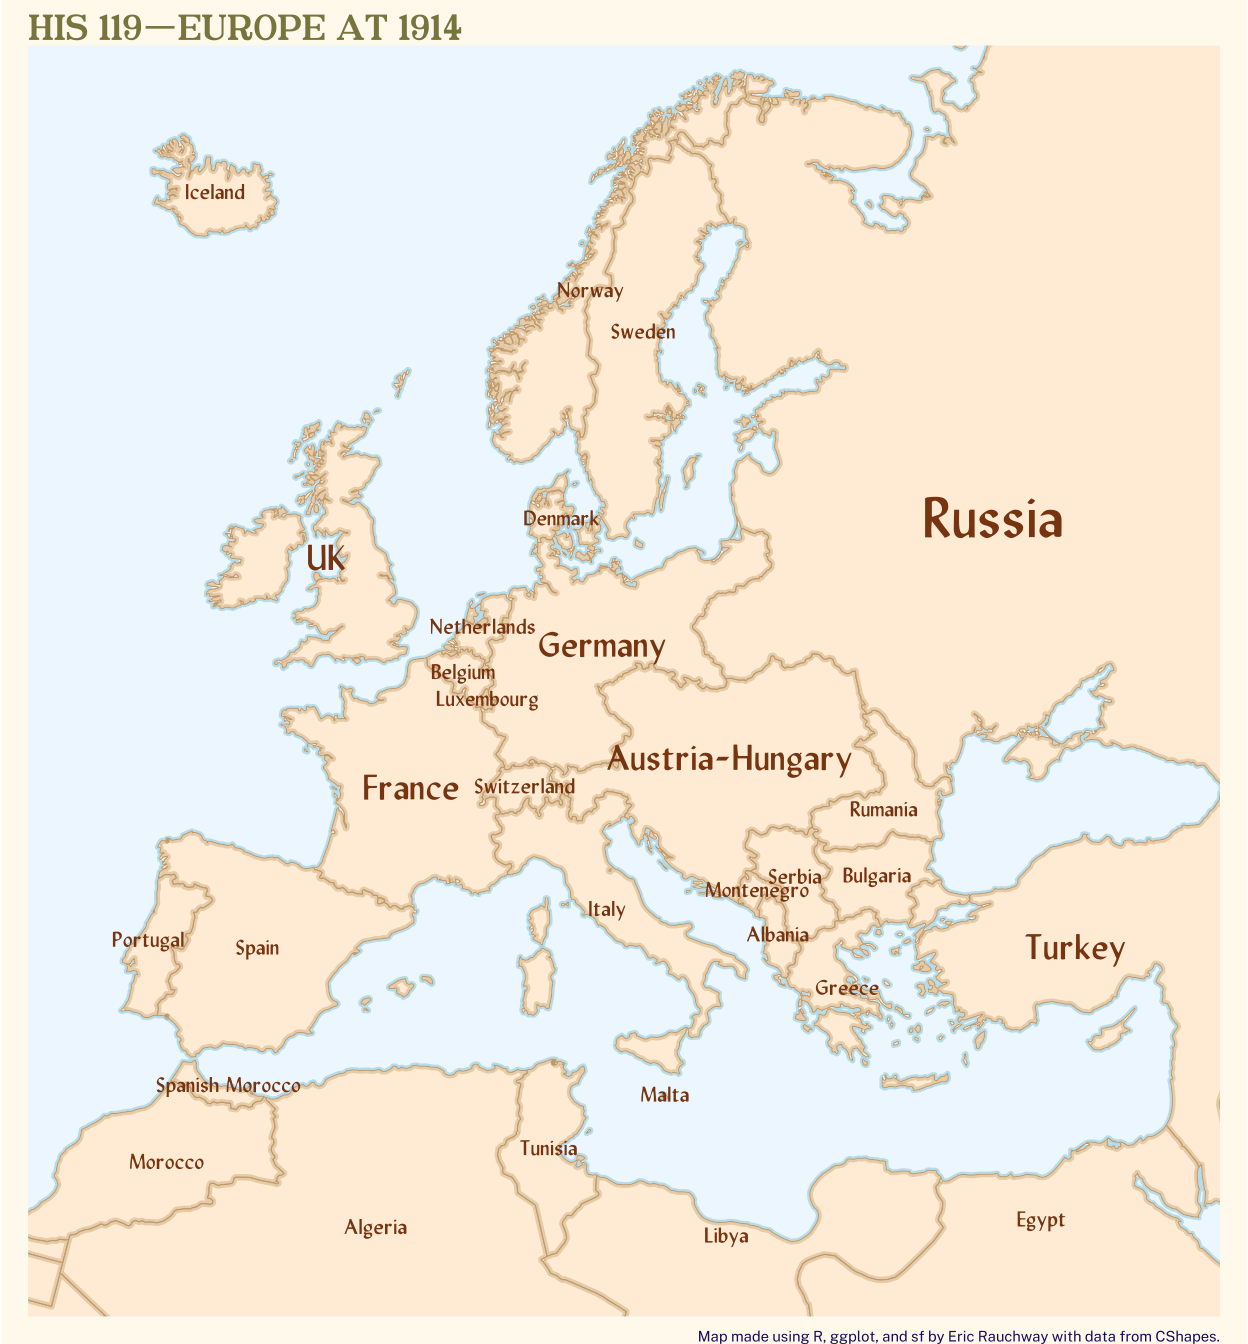 HIS 119—EUROPE AT 1914
Iceland
Norway
Sweden
Russia
Denmark
UK
Netherlands
Germany
Belgium
Luxembourg
Austria-Hungary
France
Switzerland
Rumania
Serbia
Bulgaria
Montenegro
Italy
Albania
Portugal
Spain
Turkey
Greece
Spanish Morocco
Malta
Tunisia
Morocco
Egypt
Algeria
Libya
Map made using R, ggplot, and sf by Eric Rauchway with data from CShapes.